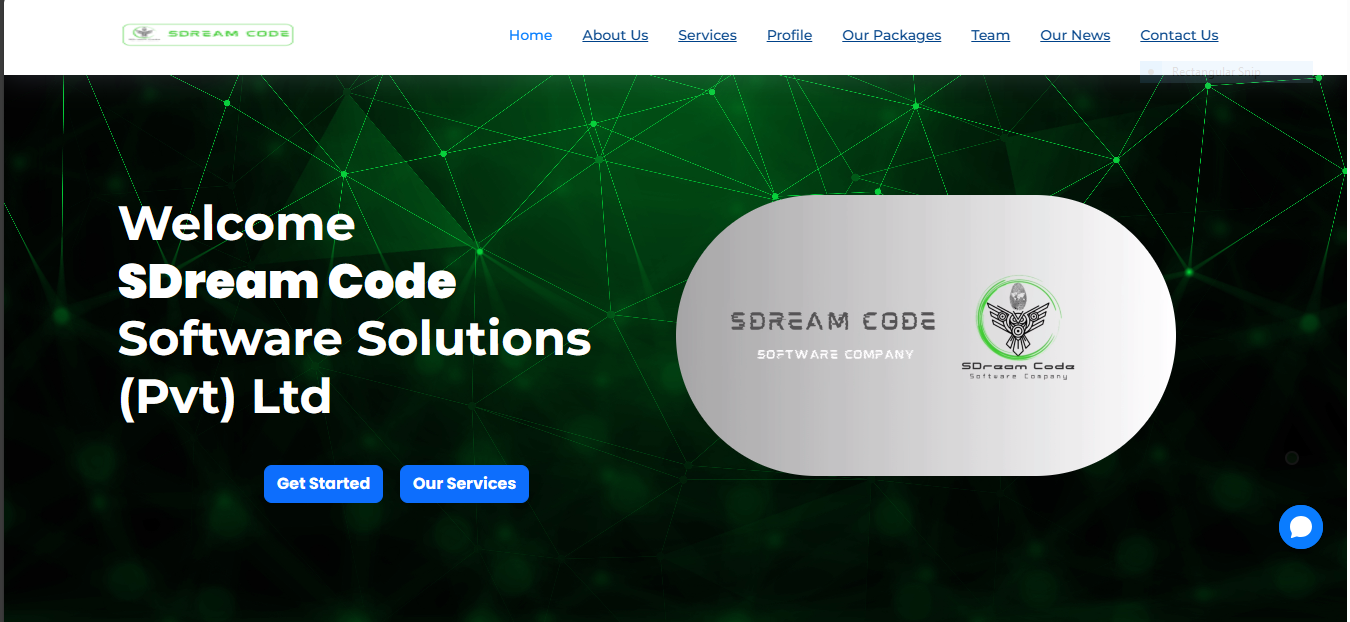 SDREAM CODE
Home About Us Services Profile Our Packages Team Our News Contact Us
Rectangular Snip
Welcome
SDream Code
Software Solutions
(Pvt) Ltd
Get Started Our Services
SDREAM CODE
SOFTWARE COMPANY
SDream Code
Software Company